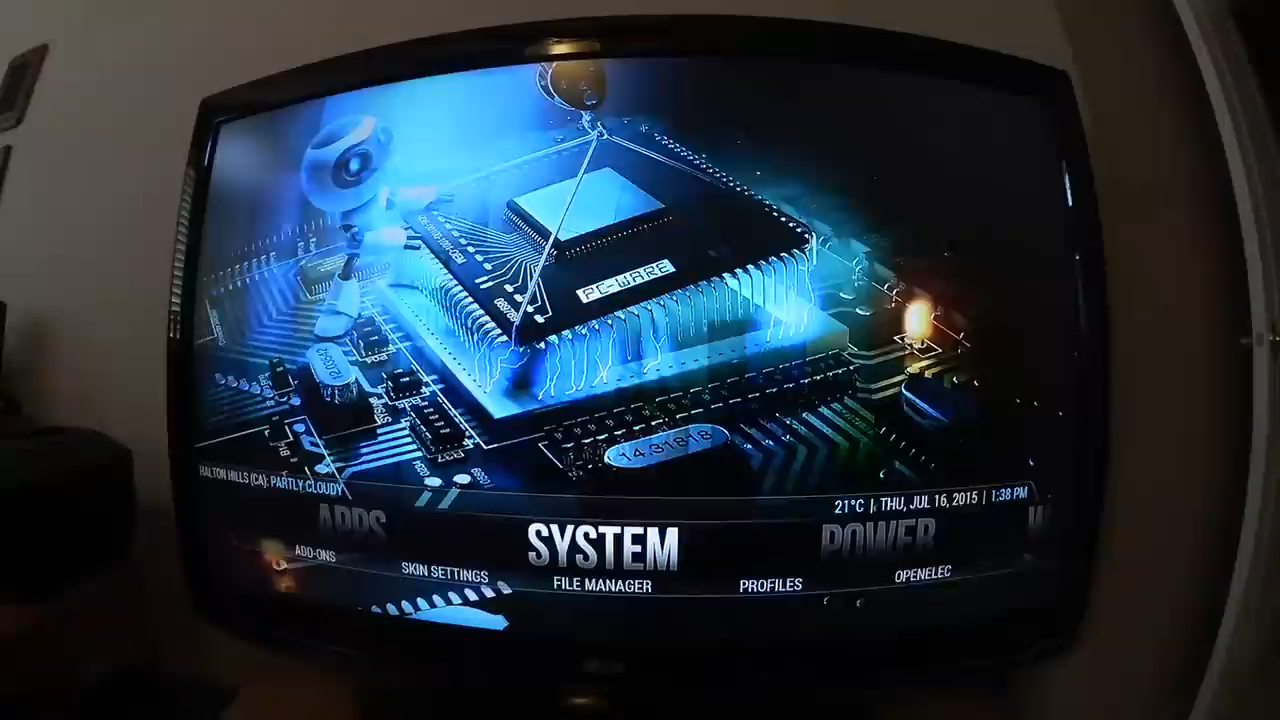 PC-WARE
14.31818
HALTON HILLS (CA): PARTLY CLOUDY
21°C | THU, JUL 16, 2015 | 1:38 PM
APPS SYSTEM POWER W
ADD-ONS SKIN SETTINGS FILE MANAGER PROFILES OPENELEC